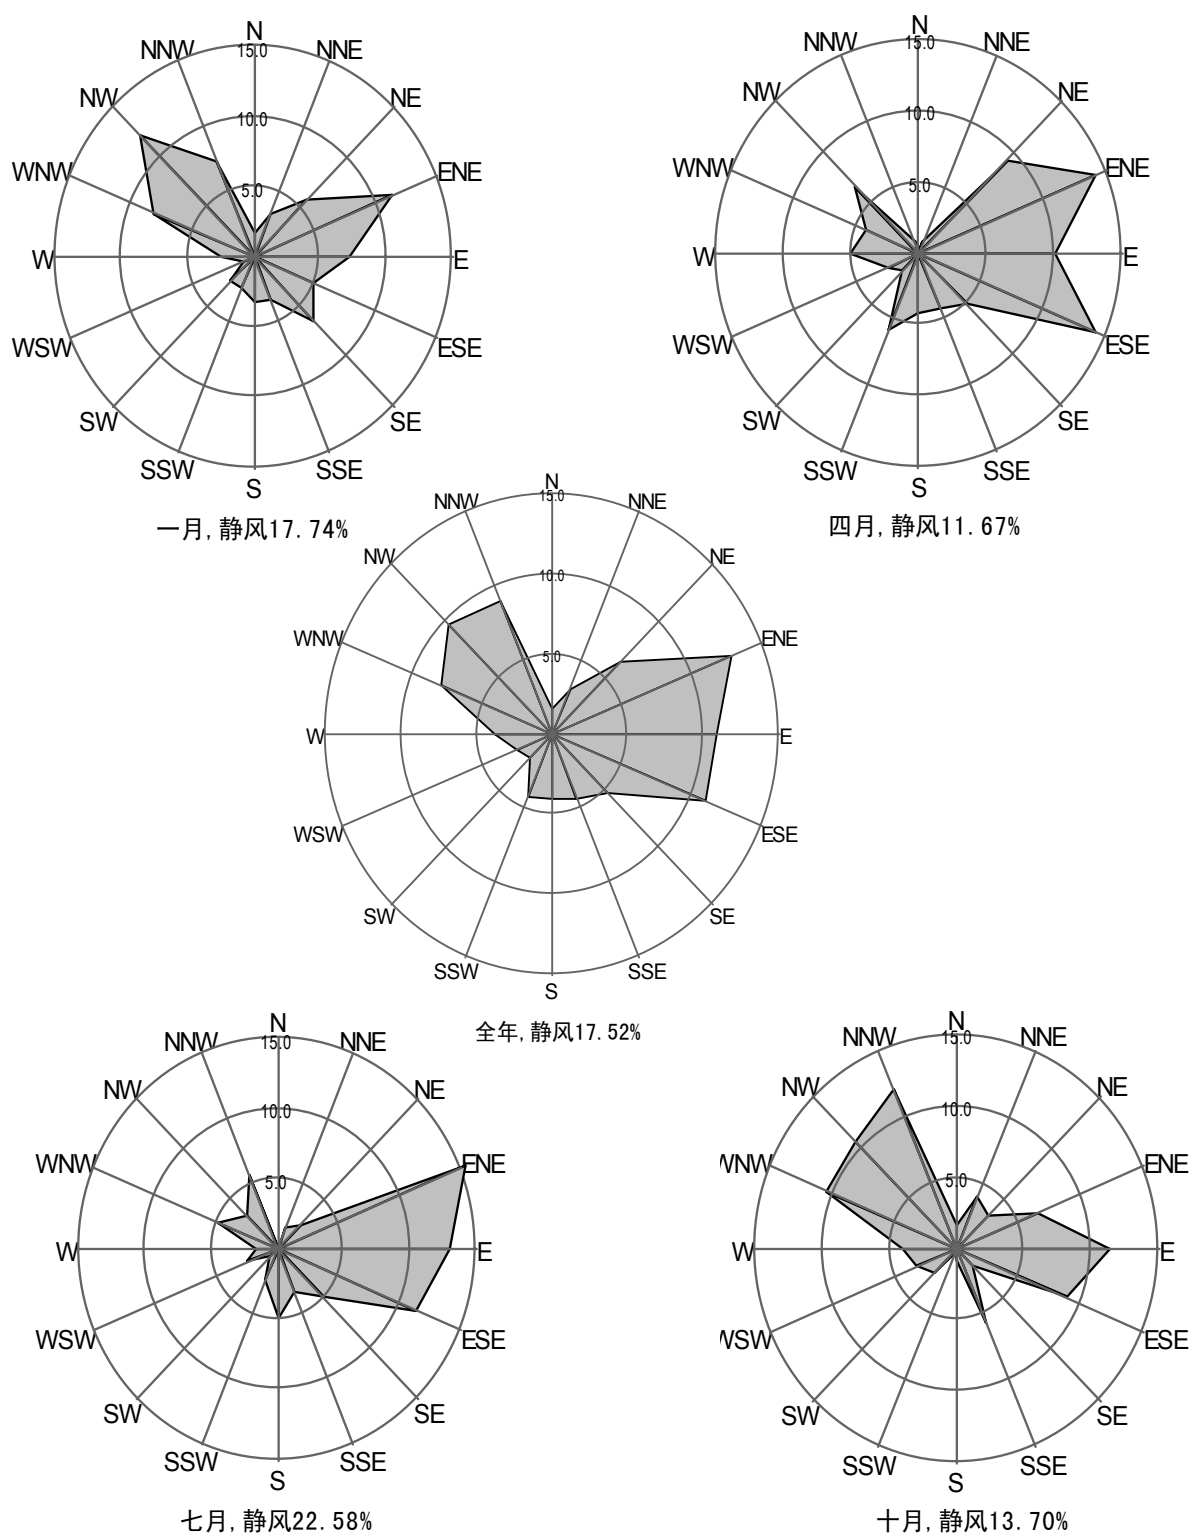 N
15.0
NNW
NNE
NW
NE
10.0
WNW
ENE
5.0
W
E
WSW
ESE
SW
SE
SSW
SSE
S
一月,静风17.74%
N
15.0
NNW
NNE
NW
NE
10.0
WNW
ENE
5.0
W
E
WSW
ESE
SW
SE
SSW
SSE
S
四月,静风11.67%
N
15.0
NNW
NNE
NW
NE
10.0
WNW
ENE
5.0
W
E
WSW
ESE
SW
SE
SSW
SSE
S
全年,静风17.52%
N
15.0
NNW
NNE
NW
NE
10.0
WNW
ENE
5.0
W
E
WSW
ESE
SW
SE
SSW
SSE
S
七月,静风22.58%
N
15.0
NNW
NNE
NW
NE
10.0
WNW
ENE
5.0
W
E
WSW
ESE
SW
SE
SSW
SSE
S
十月,静风13.70%